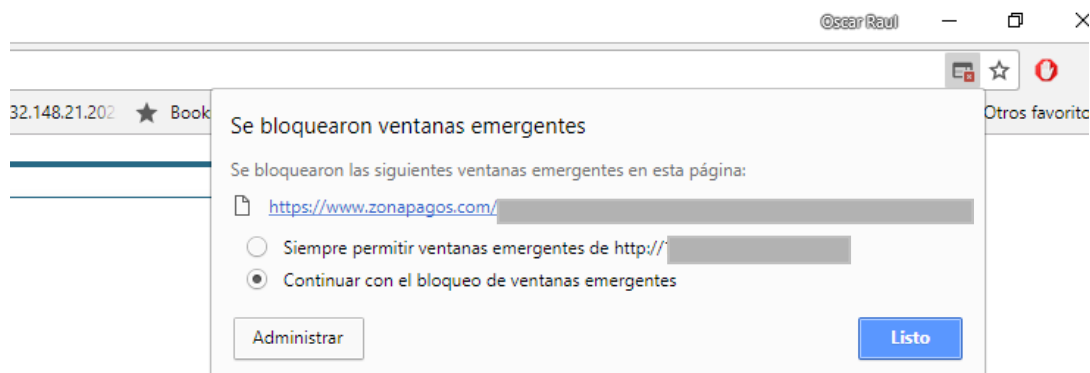 Oscar Raul
32.148.21.202
Book
Otros favorito
Se bloquearon ventanas emergentes
Se bloquearon las siguientes ventanas emergentes en esta página:
https://www.zonapagos.com/
Siempre permitir ventanas emergentes de http://
Continuar con el bloqueo de ventanas emergentes
Administrar
Listo